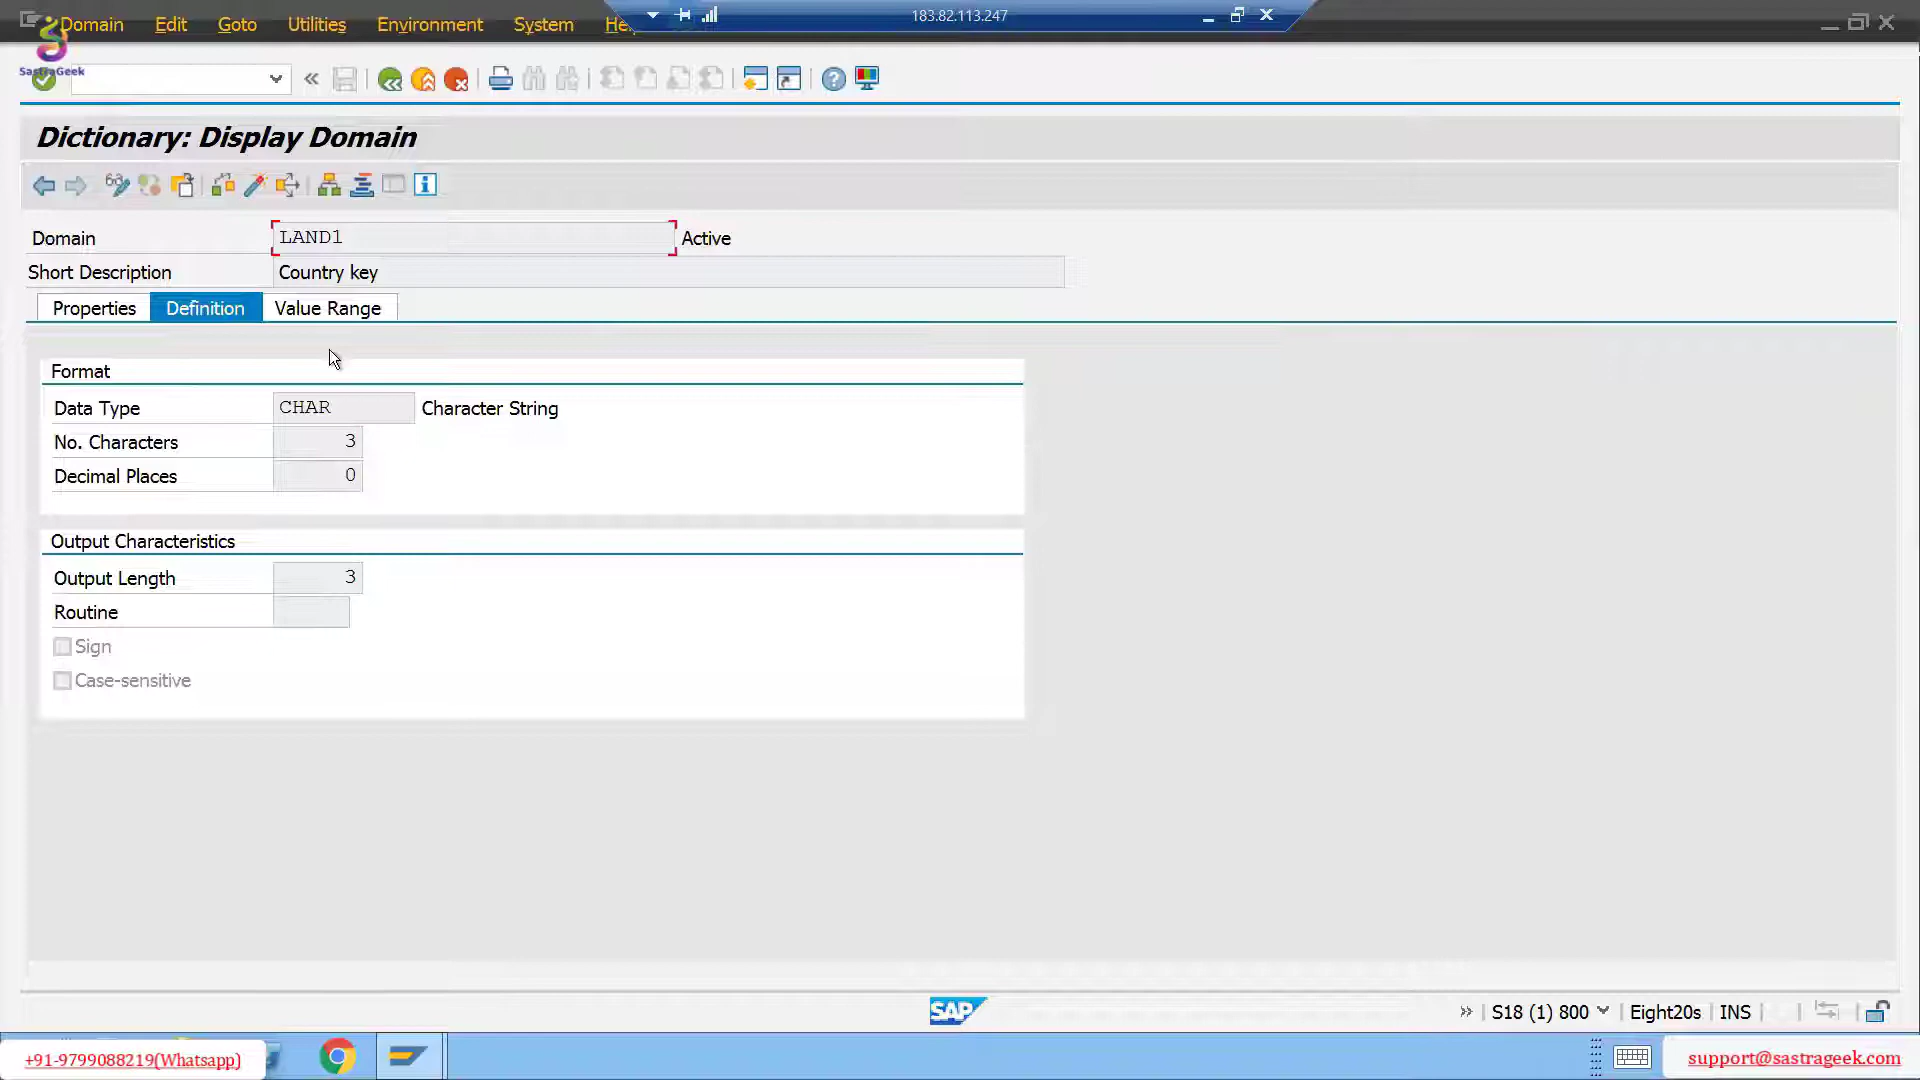 Domain Edit Goto Utilities Environment System He
183.82.113.247
SastraGeek
Dictionary: Display Domain
Domain LAND1 Active
Short Description Country key
Properties Definition Value Range
Format
Data Type CHAR Character String
No. Characters 3
Decimal Places 0
Output Characteristics
Output Length 3
Routine
Sign
Case-sensitive
SAP
S18 (1) 800 Eight20s INS
+91-9799088219(Whatsapp)
support@sastrageek.com